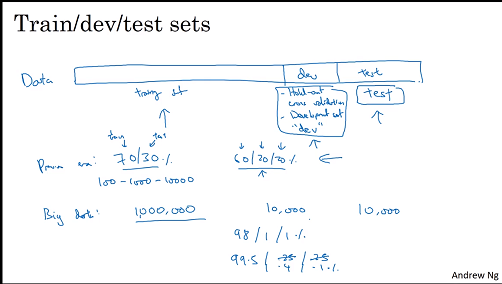 Train/dev/test sets
Data
dev
test
training set
- Hold-out
cross validation
- Development set
"dev"
test
train
test
Previous era: 70/30 %
60/20/20 %
100-1000-10000
Big data: 1,000,000
10,000
10,000
98 / 1 / 1 %
99.5 / .25 / .25
.4 / .1 %
Andrew Ng